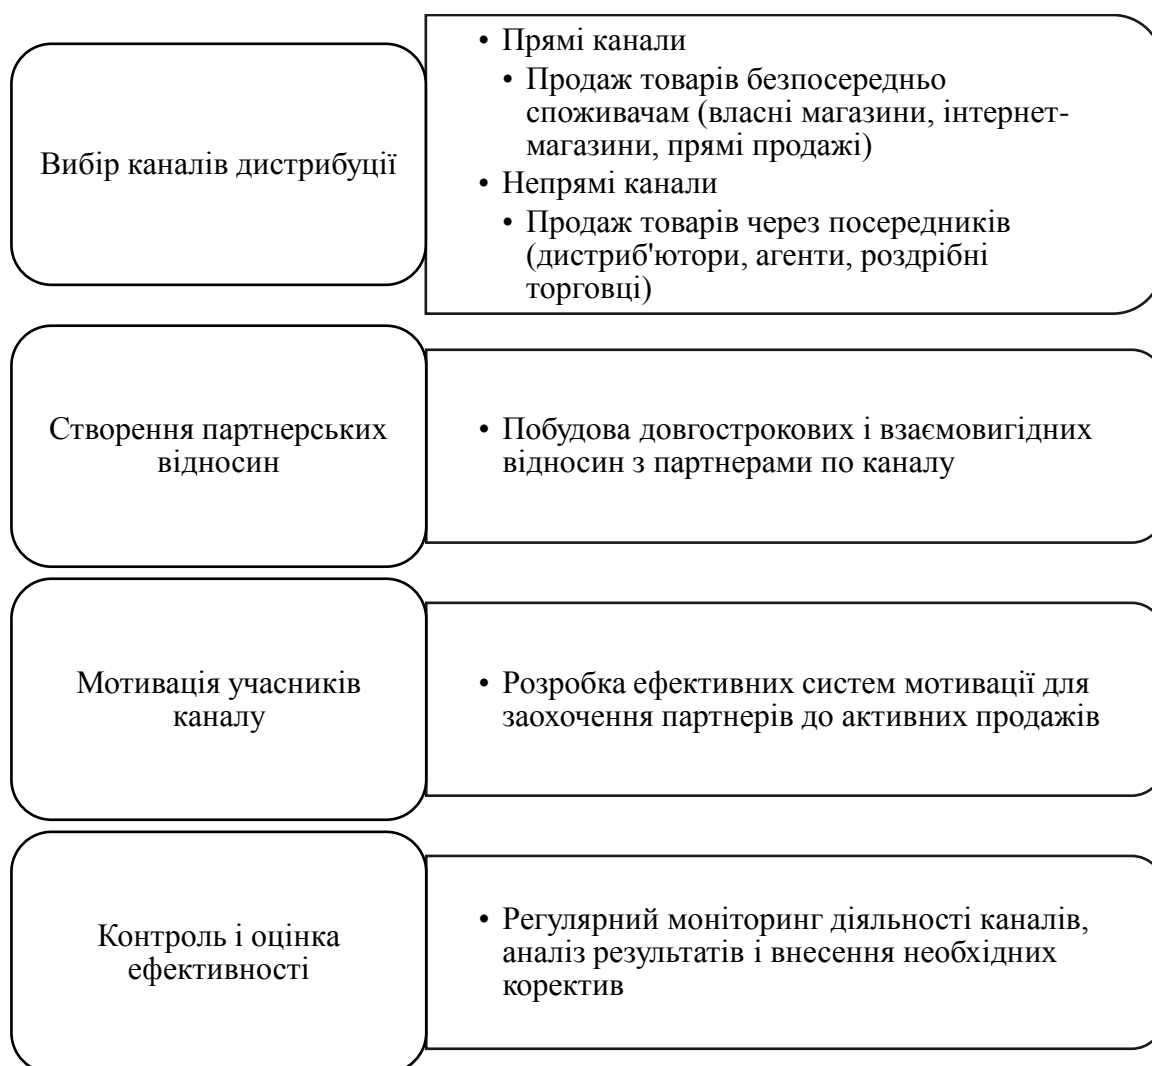 Вибір каналів дистрибуції
• Прямі канали
• Продаж товарів безпосередньо
споживачам (власні магазини, інтернет-
магазини, прямі продажі)
• Непрямі канали
• Продаж товарів через посередників
(дистриб'ютори, агенти, роздрібні
торговці)
Створення партнерських
відносин
• Побудова довгострокових і взаємовигідних
відносин з партнерами по каналу
Мотивація учасників
каналу
• Розробка ефективних систем мотивації для
заохочення партнерів до активних продажів
Контроль і оцінка
ефективності
• Регулярний моніторинг діяльності каналів,
аналіз результатів і внесення необхідних
коректив